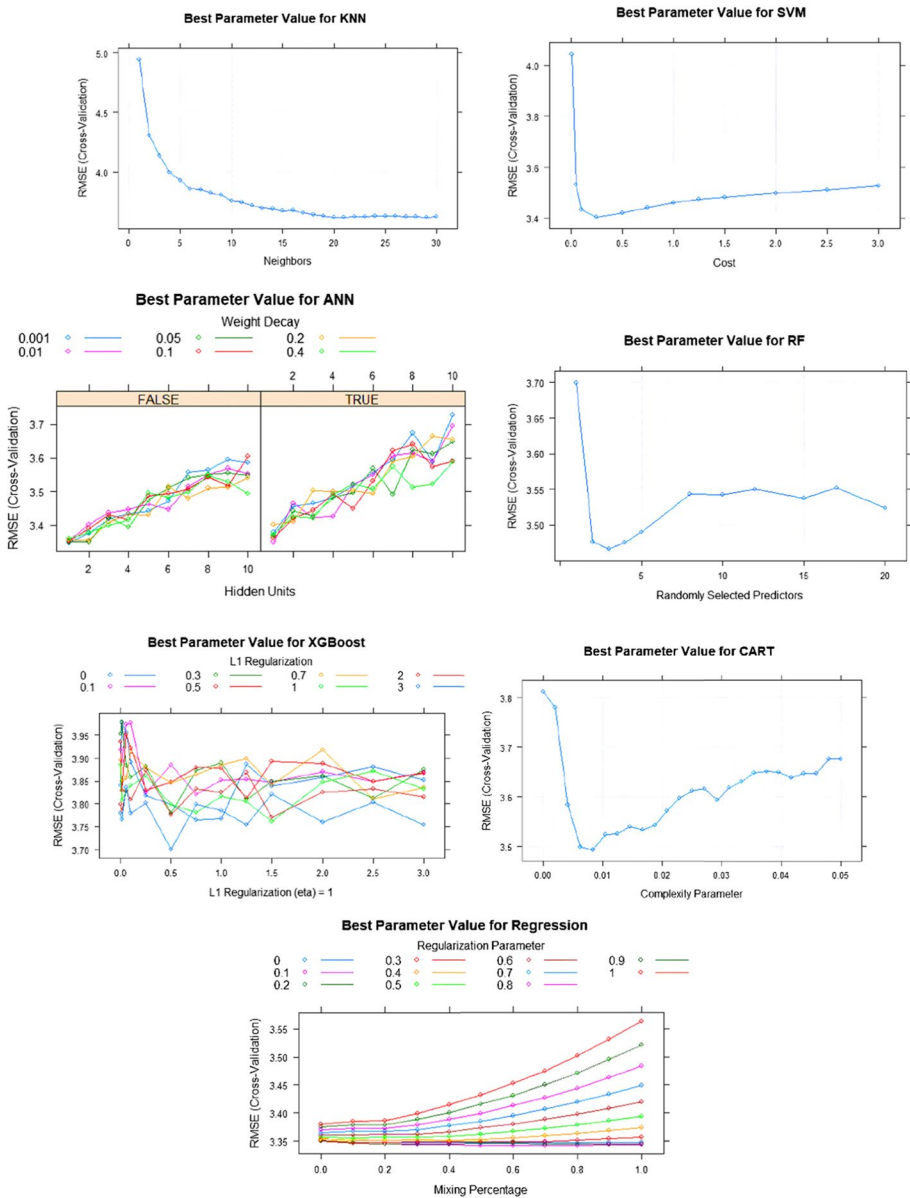 Best Parameter Value for KNN
RMSE (Cross-Validation)
5.0
4.5
4.0
0 5 10 15 20 25 30
Neighbors
Best Parameter Value for SVM
RMSE (Cross-Validation)
4.0
3.8
3.6
3.4
0.0 0.5 1.0 1.5 2.0 2.5 3.0
Cost
Best Parameter Value for ANN
Weight Decay
0.001 0.05 0.2
0.01 0.1 0.4
2 4 6 8 10
FALSE TRUE
RMSE (Cross-Validation)
3.7
3.6
3.5
3.4
2 4 6 8 10
Hidden Units
Best Parameter Value for RF
RMSE (Cross-Validation)
3.70
3.65
3.60
3.55
3.50
5 10 15 20
Randomly Selected Predictors
Best Parameter Value for XGBoost
L1 Regularization
0 0.3 0.7 2
0.1 0.5 1 3
RMSE (Cross-Validation)
3.95
3.90
3.85
3.80
3.75
3.70
0.0 0.5 1.0 1.5 2.0 2.5 3.0
L1 Regularization (eta) = 1
Best Parameter Value for CART
RMSE (Cross-Validation)
3.8
3.7
3.6
3.5
0.00 0.01 0.02 0.03 0.04 0.05
Complexity Parameter
Best Parameter Value for Regression
Regularization Parameter
0 0.3 0.6 0.9
0.1 0.4 0.7 1
0.2 0.5 0.8
RMSE (Cross-Validation)
3.55
3.50
3.45
3.40
3.35
0.0 0.2 0.4 0.6 0.8 1.0
Mixing Percentage